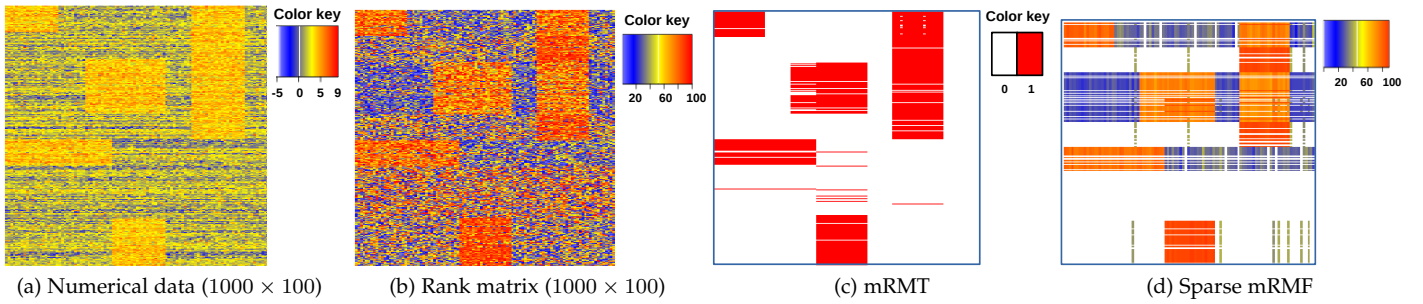 Color key
-5 0 5 9
Color key
20 60 100
Color key
0 1
20 60 100
(a) Numerical data (1000 × 100)
(b) Rank matrix (1000 × 100)
(c) mRMT
(d) Sparse mRMF